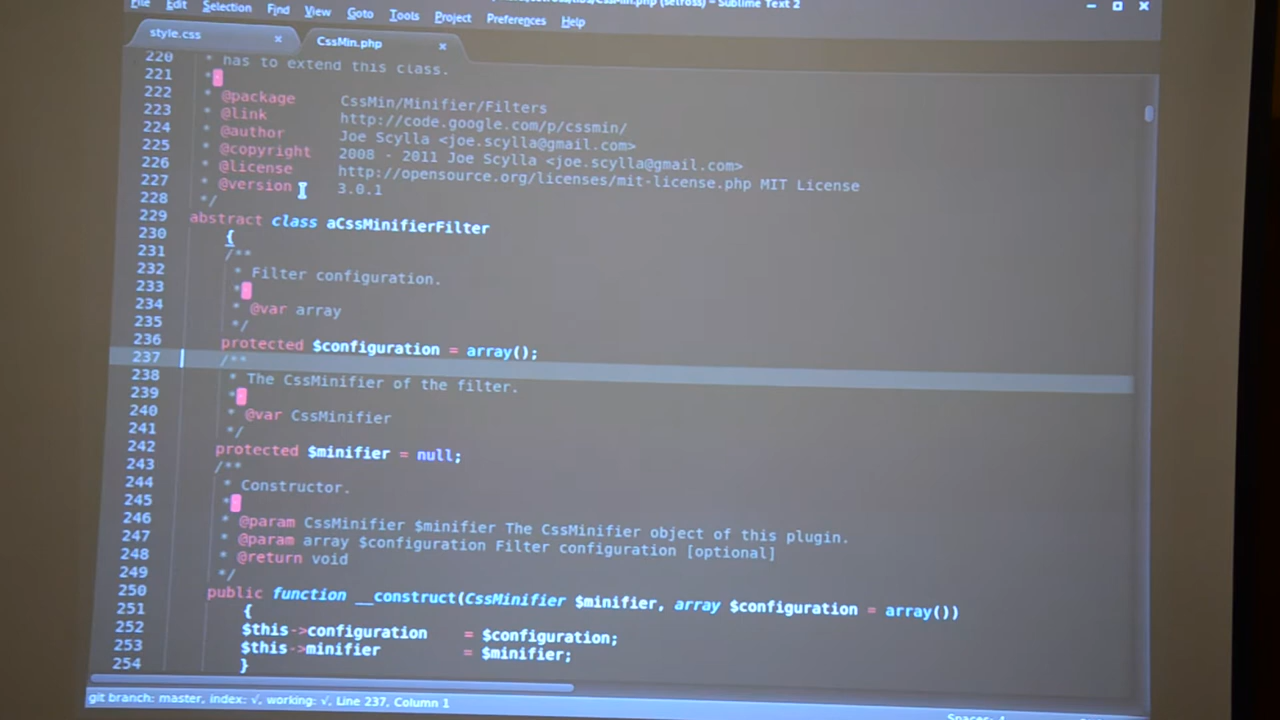 CssMin.php (setross) - Sublime Text 2
File Edit Selection Find View Goto Tools Project Preferences Help
style.css × CssMin.php ×
220 * has to extend this class.
221 *
222 * @package CssMin/Minifier/Filters
223 * @link http://code.google.com/p/cssmin/
224 * @author Joe Scylla <joe.scylla@gmail.com>
225 * @copyright 2008 - 2011 Joe Scylla <joe.scylla@gmail.com>
226 * @license http://opensource.org/licenses/mit-license.php MIT License
227 * @version 3.0.1
228 */
229 abstract class aCssMinifierFilter
230 {
231 /**
232 * Filter configuration.
233 *
234 * @var array
235 */
236 protected $configuration = array();
237 /**
238 * The CssMinifier of the filter.
239 *
240 * @var CssMinifier
241 */
242 protected $minifier = null;
243 /**
244 * Constructor.
245 *
246 * @param CssMinifier $minifier The CssMinifier object of this plugin.
247 * @param array $configuration Filter configuration [optional]
248 * @return void
249 */
250 public function __construct(CssMinifier $minifier, array $configuration = array())
251 {
252 $this->configuration = $configuration;
253 $this->minifier = $minifier;
254 }
git branch: master, index: √, working: √, Line 237, Column 1
Spaces: 4